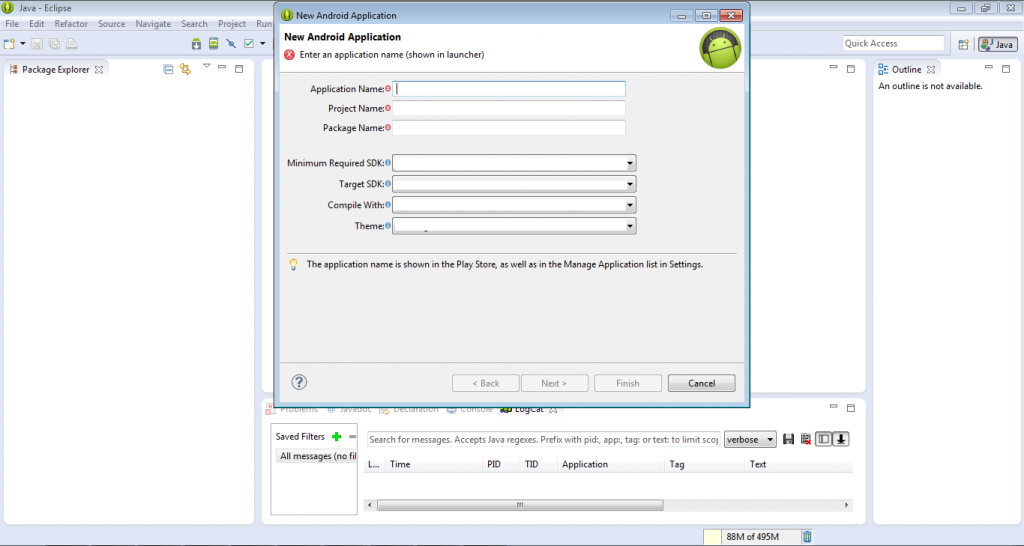 Java - Eclipse
File Edit Refactor Source Navigate Search Project Run
Quick Access
Java
Package Explorer
New Android Application
New Android Application
Enter an application name (shown in launcher)
Application Name:
Project Name:
Package Name:
Minimum Required SDK:
Target SDK:
Compile With:
Theme:
The application name is shown in the Play Store, as well as in the Manage Application list in Settings.
< Back Next > Finish Cancel
Outline
An outline is not available.
Problems Javadoc Declaration Console LogCat
Saved Filters
All messages (no fil
Search for messages. Accepts Java regexes. Prefix with pid:, app:, tag: or text: to limit scop
verbose
L... Time PID TID Application Tag Text
88M of 495M